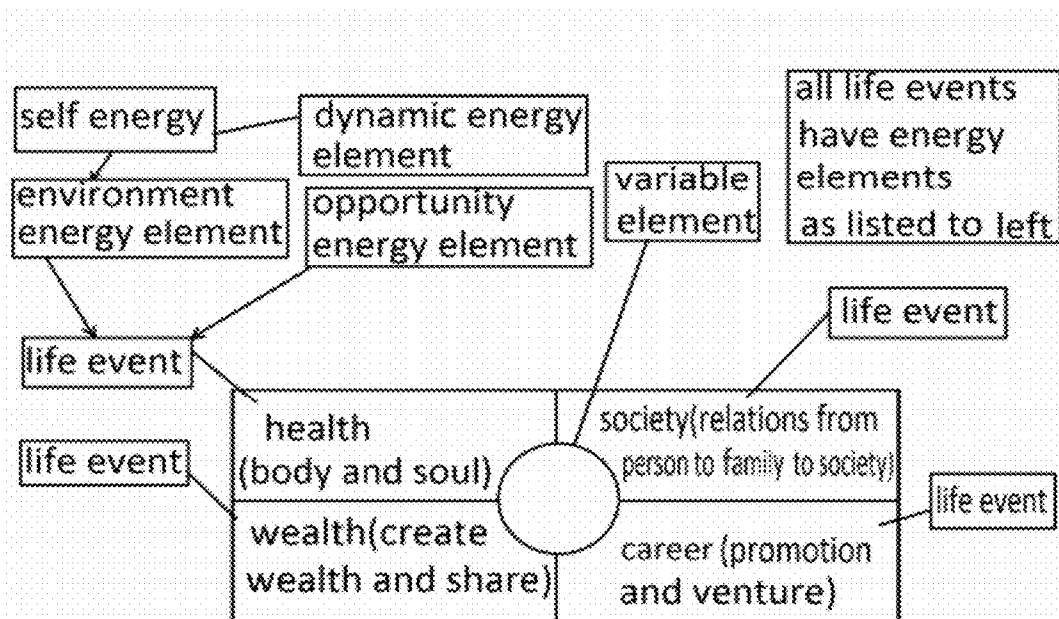 self energy
dynamic energy
element
environment
energy element
opportunity
energy element
variable
element
all life events
have energy
elements
as listed to left.
life event
life event
life event
life event
health
(body and soul)
society(relations from
person to family to society)
wealth(create
wealth and share)
career (promotion
and venture)